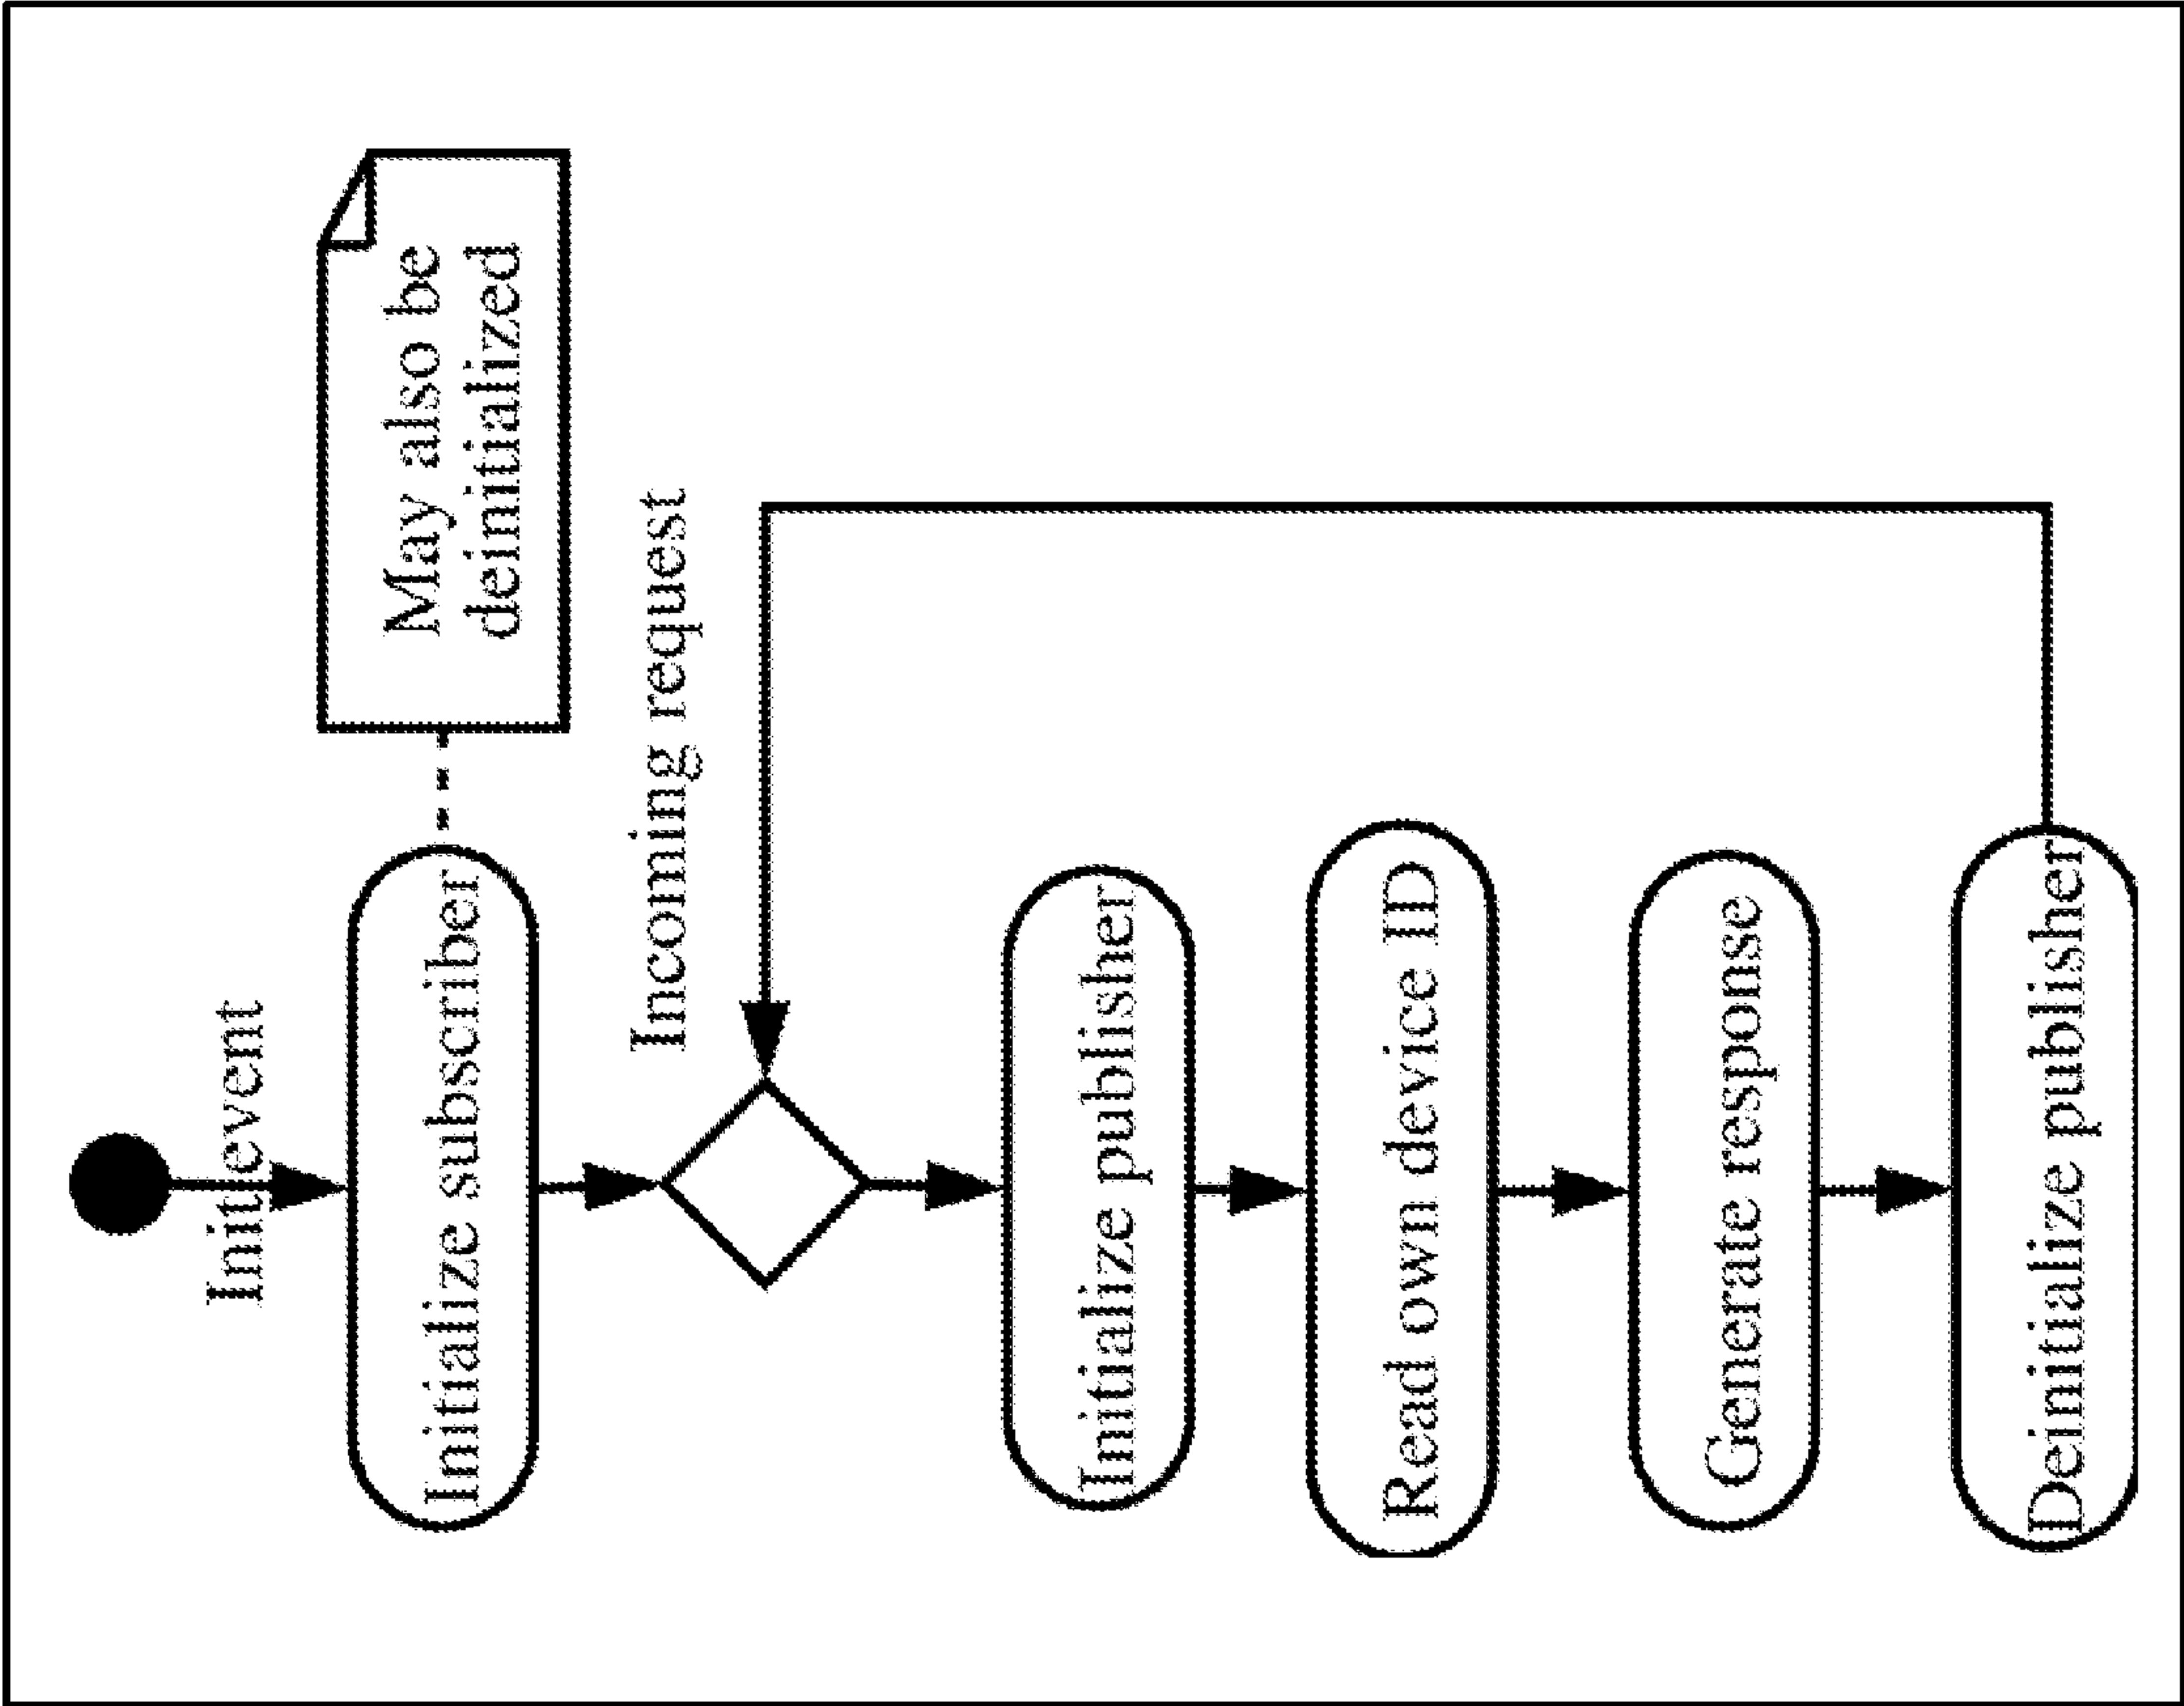 Init event
Initialize subscriber
May also be
deinitialized
Incoming request
Initialize publisher
Read own device ID
Generate response
Deinitialize publisher